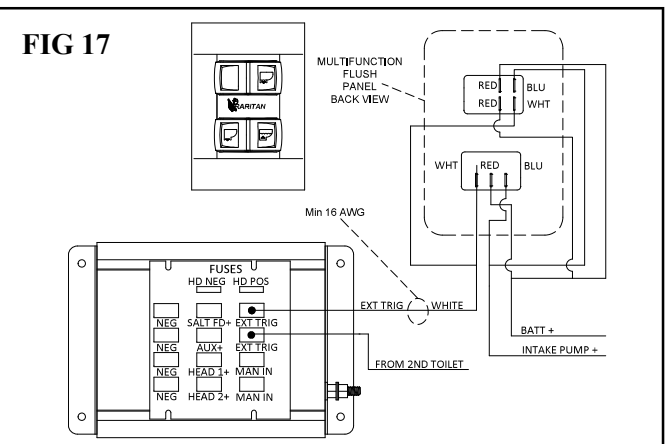 FIG 17
MULTIFUNCTION
FLUSH
PANEL
BACK VIEW
RARITAN
RED BLU
RED WHT
WHT RED BLU
Min 16 AWG
FUSES
HD NEG HD POS
NEG SALT FD+ EXT TRIG
NEG AUX+ EXT TRIG
NEG HEAD 1+ MAN IN
NEG HEAD 2+ MAN IN
EXT TRIG WHITE
FROM 2ND TOILET
BATT +
INTAKE PUMP +